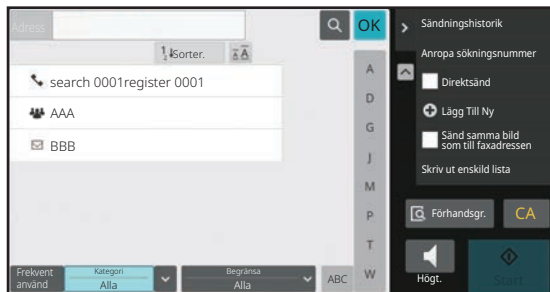 Adress
OK
Sorter.
search 0001register 0001
AAA
BBB
A
D
G
J
M
P
T
W
Frekvent
använd
Kategori
Alla
Begränsa
Alla
ABC
Sändningshistorik
Anropa sökningsnummer
Direktsänd
Lägg Till Ny
Sänd samma bild
som till faxadressen
Skriv ut enskild lista
Förhandsgr.
CA
Högt.
Start